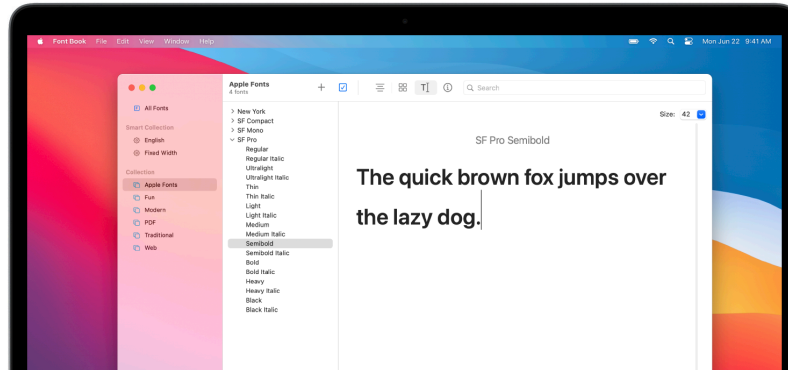 Font Book File Edit View Window Help
Mon Jun 22 9:41 AM
Apple Fonts
4 fonts
Search
All Fonts
Smart Collection
English
Fixed Width
Collection
Apple Fonts
Fun
Modern
PDF
Traditional
Web
New York
SF Compact
SF Mono
SF Pro
Regular
Regular Italic
Ultralight
Ultralight Italic
Thin
Thin Italic
Light
Light Italic
Medium
Medium Italic
Semibold
Semibold Italic
Bold
Bold Italic
Heavy
Heavy Italic
Black
Black Italic
Size: 42
SF Pro Semibold
The quick brown fox jumps over
the lazy dog.